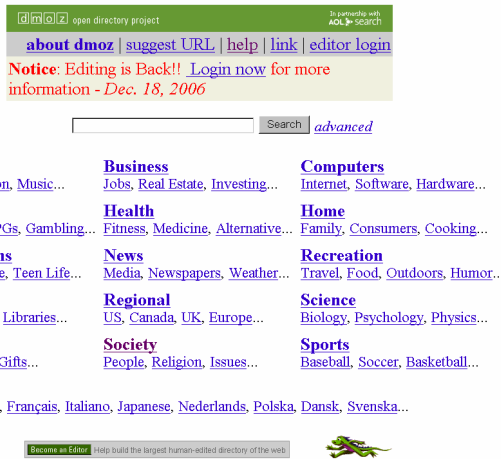 dmoz open directory project
In partnership with
AOL search
about dmoz | suggest URL | help | link | editor login
Notice: Editing is Back!! Login now for more
information - Dec. 18, 2006
Search advanced
Business Computers
n, Music... Jobs, Real Estate, Investing... Internet, Software, Hardware...
Health Home
PGs, Gambling... Fitness, Medicine, Alternative... Family, Consumers, Cooking...
ns News Recreation
e, Teen Life... Media, Newspapers, Weather... Travel, Food, Outdoors, Humor..
Regional Science
Libraries... US, Canada, UK, Europe... Biology, Psychology, Physics...
Society Sports
Gifts... People, Religion, Issues... Baseball, Soccer, Basketball...
, Français, Italiano, Japanese, Nederlands, Polska, Dansk, Svenska...
Become an Editor Help build the largest human-edited directory of the web